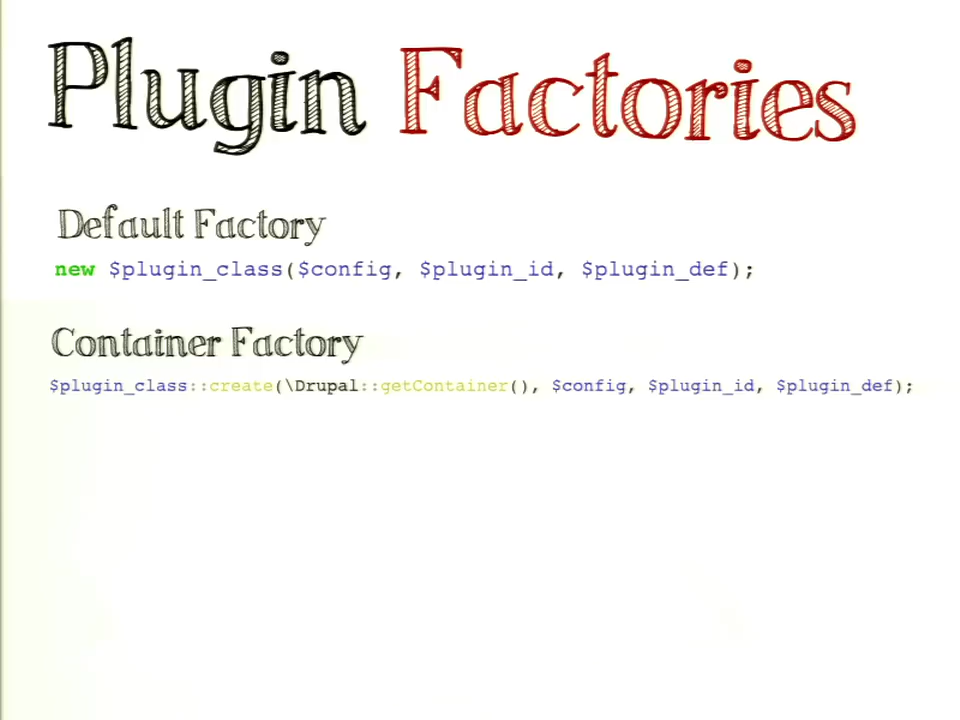 Plugin Factories
Default Factory
new $plugin_class($config, $plugin_id, $plugin_def);
Container Factory
$plugin_class::create(\Drupal::getContainer(), $config, $plugin_id, $plugin_def);